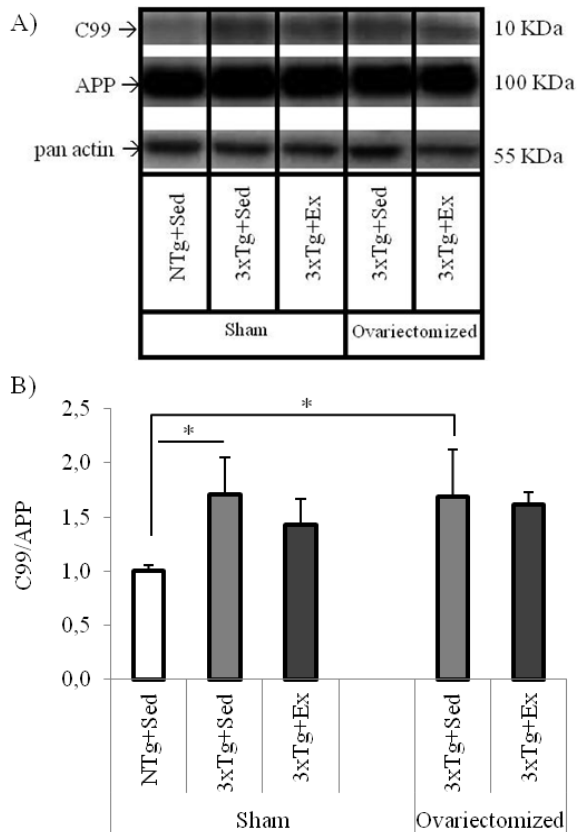 A)
C99 → 10 KDa
APP → 100 KDa
pan actin → 55 KDa
NTg+Sed
3xTg+Sed
3xTg+Ex
3xTg+Sed
3xTg+Ex
Sham
Ovariectomized
B)
C99/APP
2,5
2,0
1,5
1,0
0,5
0,0
*
*
NTg+Sed
3xTg+Sed
3xTg+Ex
3xTg+Sed
3xTg+Ex
Sham
Ovariectomized